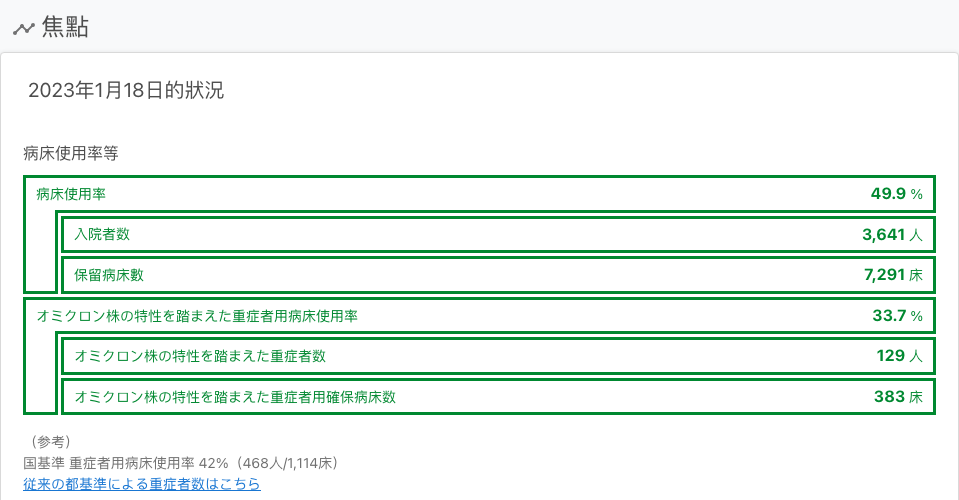 焦點
2023年1月18日的狀況
病床使用率等
病床使用率 49.9 %
入院者数 3,641 人
保留病床數 7,291 床
オミクロン株の特性を踏まえた重症者用病床使用率 33.7 %
オミクロン株の特性を踏まえた重症者数 129 人
オミクロン株の特性を踏まえた重症者用確保病床数 383 床
（参考）
国基準 重症者用病床使用率 42%（468人/1,114床）
従来の都基準による重症者数はこちら